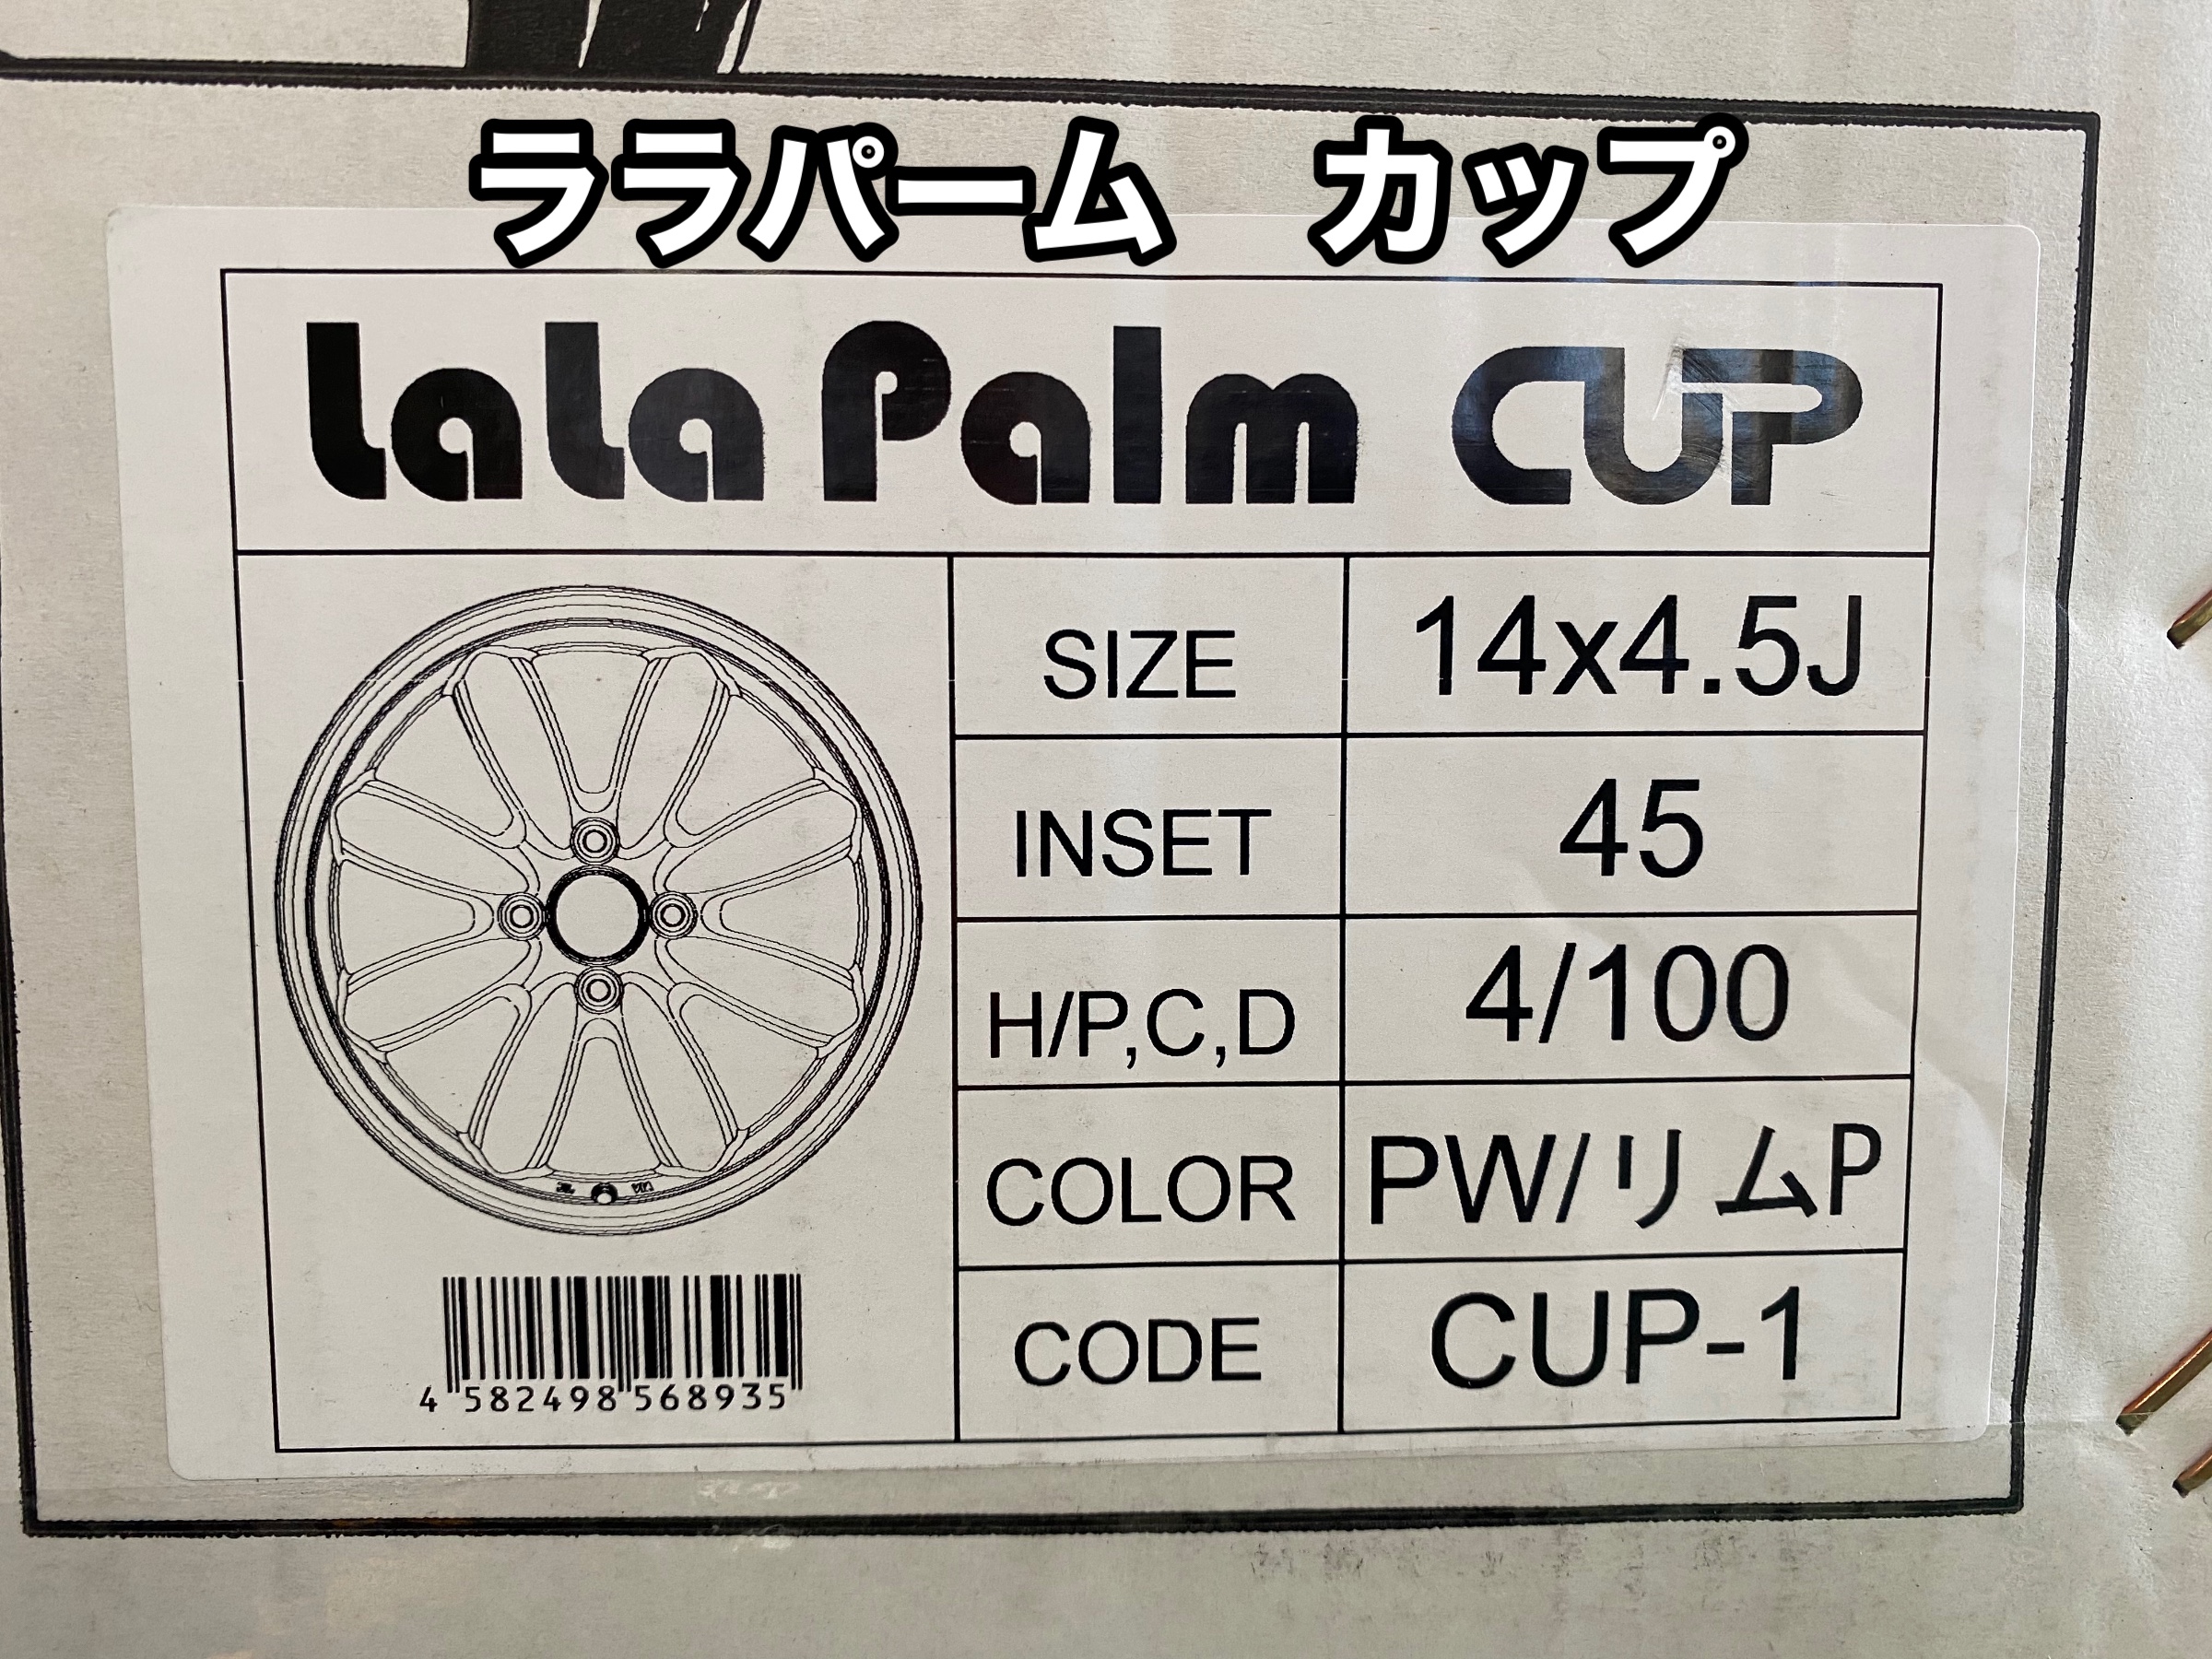 ララパーム　カップ
LaLa Palm CUP
SIZE 14x4.5J
INSET 45
H/P,C,D 4/100
COLOR PW/リムP
CODE CUP-1
4 582498 568935